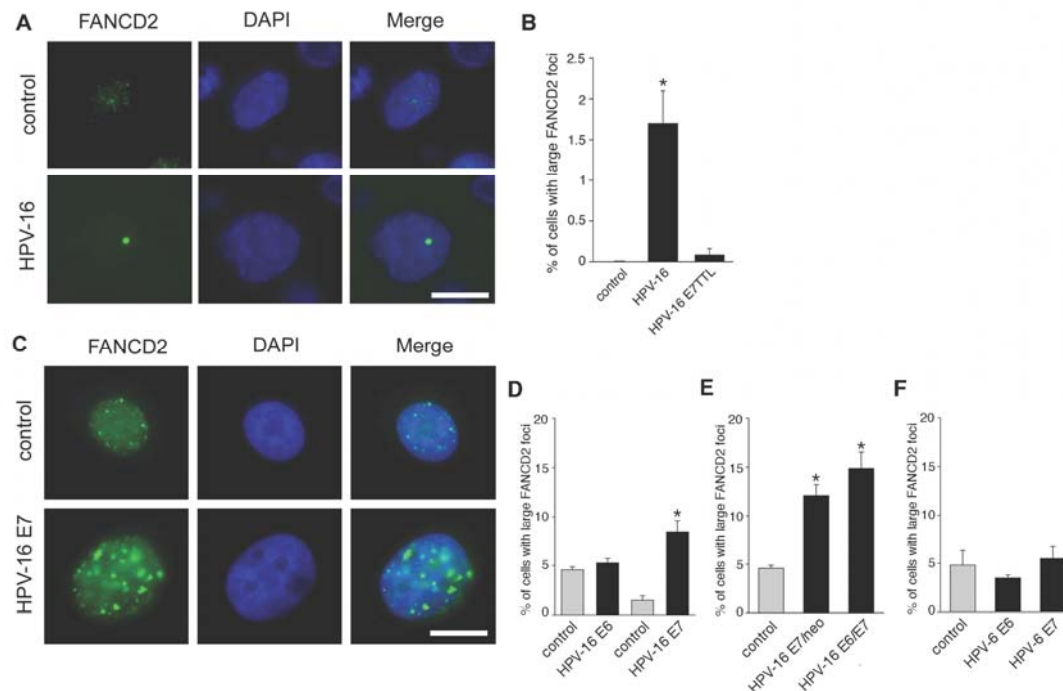 A
FANCD2 DAPI Merge
control
HPV-16
B
% of cells with large FANCD2 foci
2.5
2
1.5
1
0.5
0
*
control HPV-16 HPV-16 E7TTL
C
FANCD2 DAPI Merge
control
HPV-16 E7
D
% of cells with large FANCD2 foci
20
15
10
5
0
*
control HPV-16 E6 control HPV-16 E7
E
% of cells with large FANCD2 foci
20
15
10
5
0
* *
control HPV-16 E7/neo HPV-16 E6/E7
F
% of cells with large FANCD2 foci
20
15
10
5
0
control HPV-6 E6 HPV-6 E7